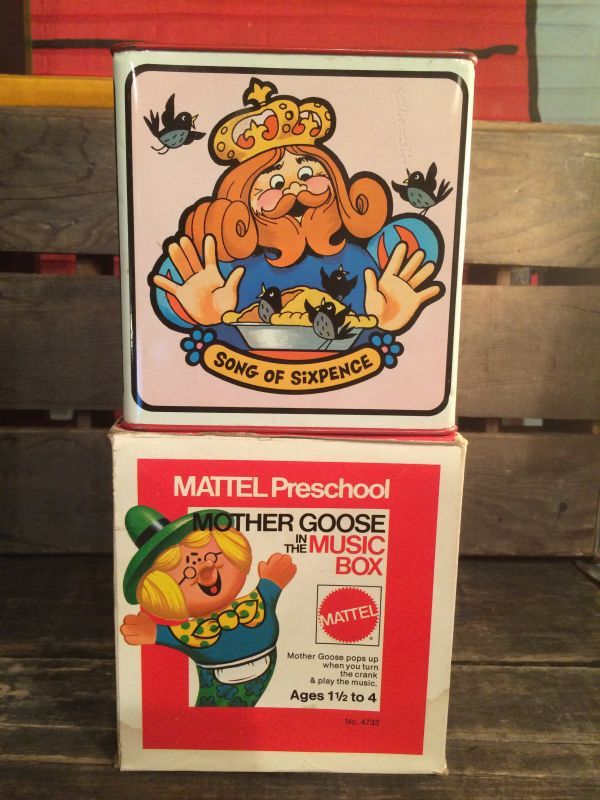 SONG OF SIXPENCE
MATTEL Preschool
MOTHER GOOSE
IN THE MUSIC
BOX
MATTEL
Mother Goose pops up
when you turn
the crank
& play the music.
Ages 1½ to 4
No. 4733